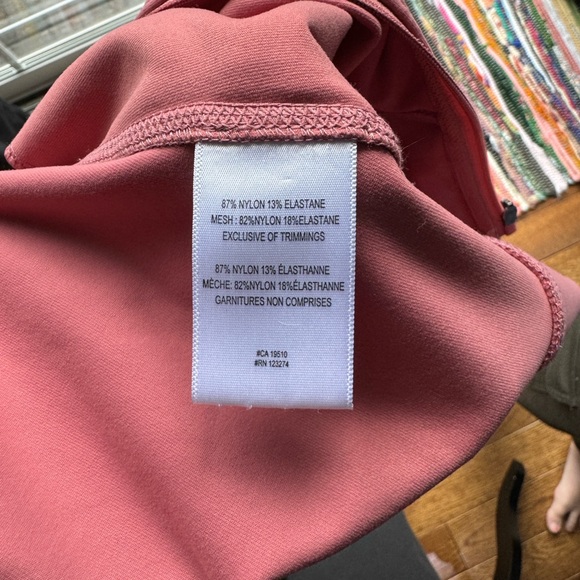 87% NYLON 13% ELASTANE
MESH : 82%NYLON 18%ELASTANE
EXCLUSIVE OF TRIMMINGS
87% NYLON 13% ÉLASTHANNE
MÈCHE: 82%NYLON 18%ÉLASTHANNE
GARNITURES NON COMPRISES
#CA 19510
#RN 123274